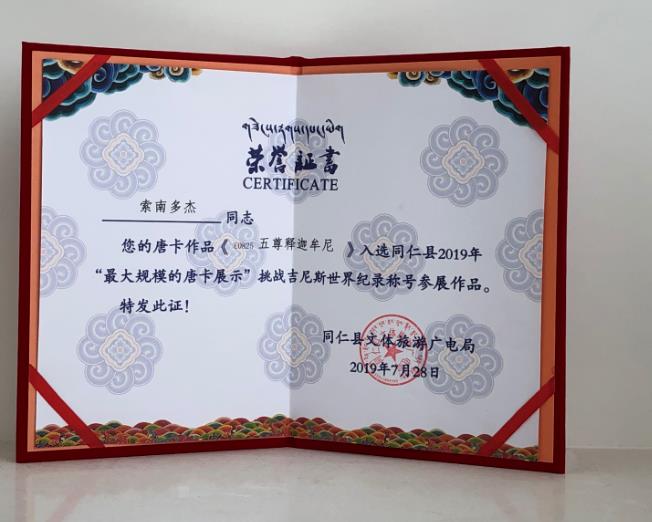 荣誉証書
CERTIFICATE
索南多杰 同志
您的唐卡作品《 E0825 五尊释迦牟尼 》入选同仁县2019年
“最大规模的唐卡展示”挑战吉尼斯世界纪录称号参展作品。
特发此证！
同仁县文体旅游广电局
2019年7月28日